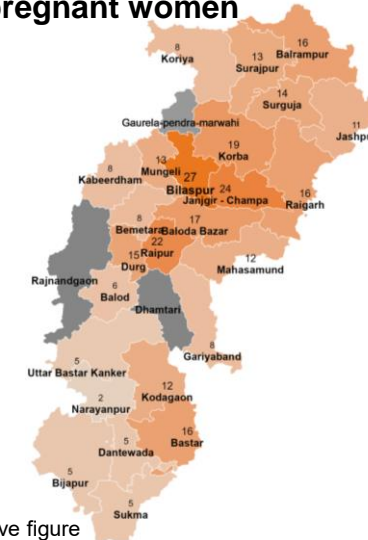 pregnant women
8
Koriya
13
Surajpur
16
Balrampur
14
Surguja
11
Jashpu
Gaurela-pendra-marwahi
19
Korba
13
Mungeli
8
Kabeerdham
27
Bilaspur
24
Janjgir - Champa
16
Raigarh
8
Bemetara
17
Baloda Bazar
22
Raipur
15
Durg
12
Mahasamund
Rajnandgaon
6
Balod
Dhamtari
8
Gariyaband
5
Uttar Bastar Kanker
12
Kodagaon
2
Narayanpur
16
Bastar
5
Dantewada
5
Bijapur
5
Sukma
ve figure